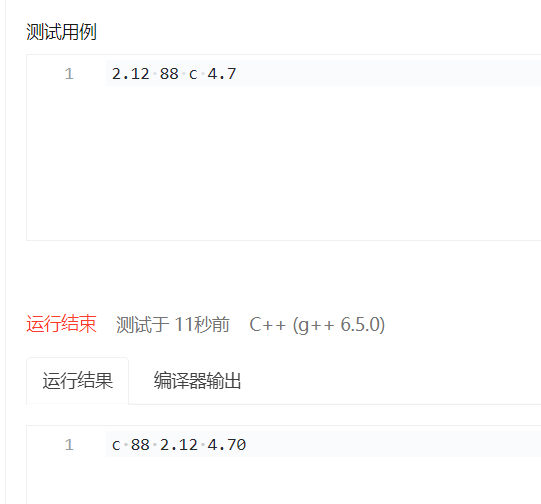 测试用例
1 2.12·88·c·4.7
运行结束 测试于 11秒前 C++ (g++ 6.5.0)
运行结果 编译器输出
1 c·88·2.12·4.70